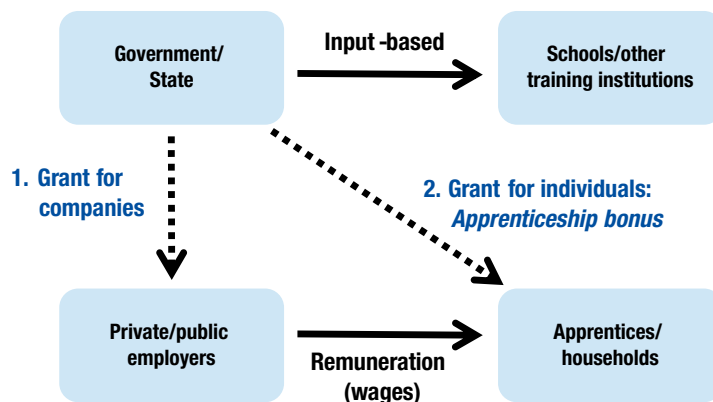 Government/
State
Input -based
Schools/other
training institutions
1. Grant for
companies
2. Grant for individuals:
Apprenticeship bonus
Private/public
employers
Remuneration
(wages)
Apprentices/
households